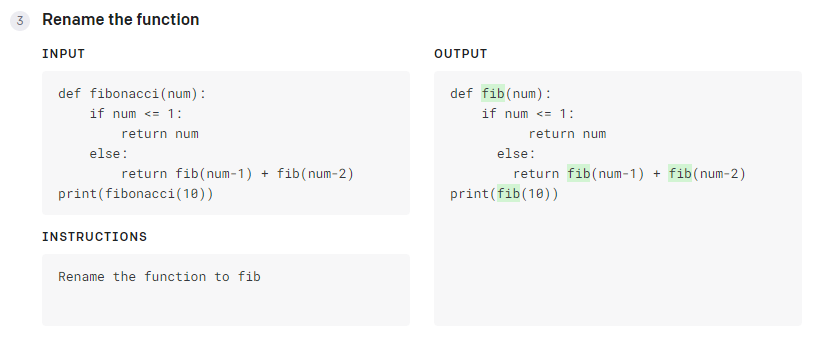 3 Rename the function
INPUT
def fibonacci(num):
    if num <= 1:
        return num
    else:
        return fib(num-1) + fib(num-2)
print(fibonacci(10))
INSTRUCTIONS
Rename the function to fib
OUTPUT
def fib(num):
    if num <= 1:
          return num
      else:
        return fib(num-1) + fib(num-2)
print(fib(10))